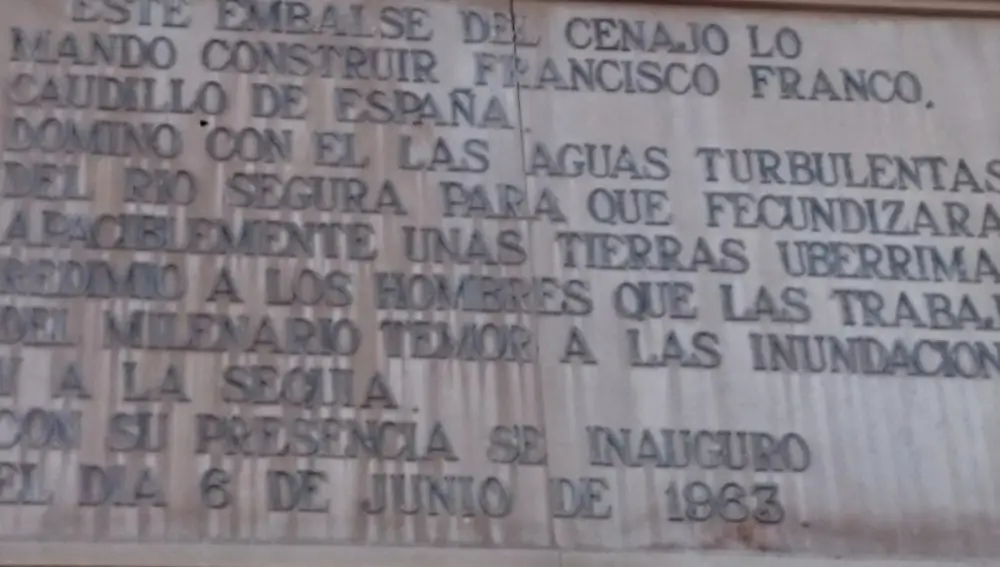 ESTE EMBALSE DEL CENAJO LO
MANDO CONSTRUIR FRANCISCO FRANCO.
CAUDILLO DE ESPAÑA.
DOMINO CON EL LAS AGUAS TURBULENTAS
DEL RIO SEGURA PARA QUE FECUNDIZARA
APACIBLEMENTE UNAS TIERRAS UBERRIMA
REDIMIO A LOS HOMBRES QUE LAS TRABAJ
DEL MILENARIO TEMOR A LAS INUNDACION
Y A LA SEQUIA.
CON SU PRESENCIA SE INAUGURO
EL DIA 6 DE JUNIO DE 1963.